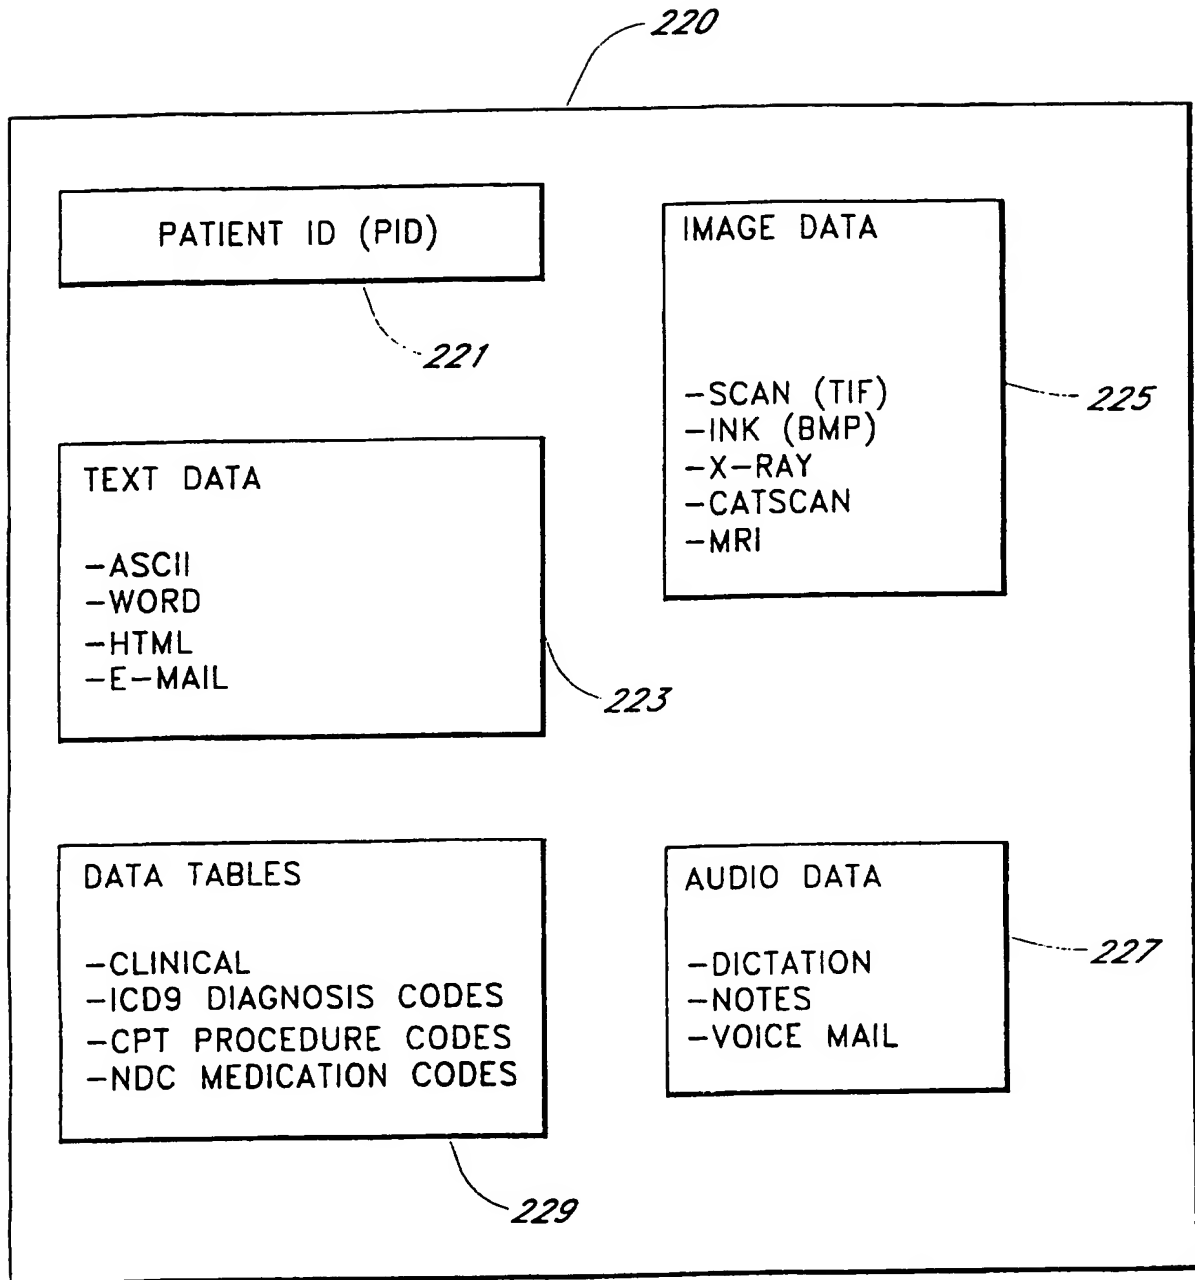 220
PATIENT ID (PID)
221
IMAGE DATA
-SCAN (TIF)
-INK (BMP)
-X-RAY
-CATSCAN
-MRI
225
TEXT DATA
-ASCII
-WORD
-HTML
-E-MAIL
223
DATA TABLES
-CLINICAL
-ICD9 DIAGNOSIS CODES
-CPT PROCEDURE CODES
-NDC MEDICATION CODES
229
AUDIO DATA
-DICTATION
-NOTES
-VOICE MAIL
227